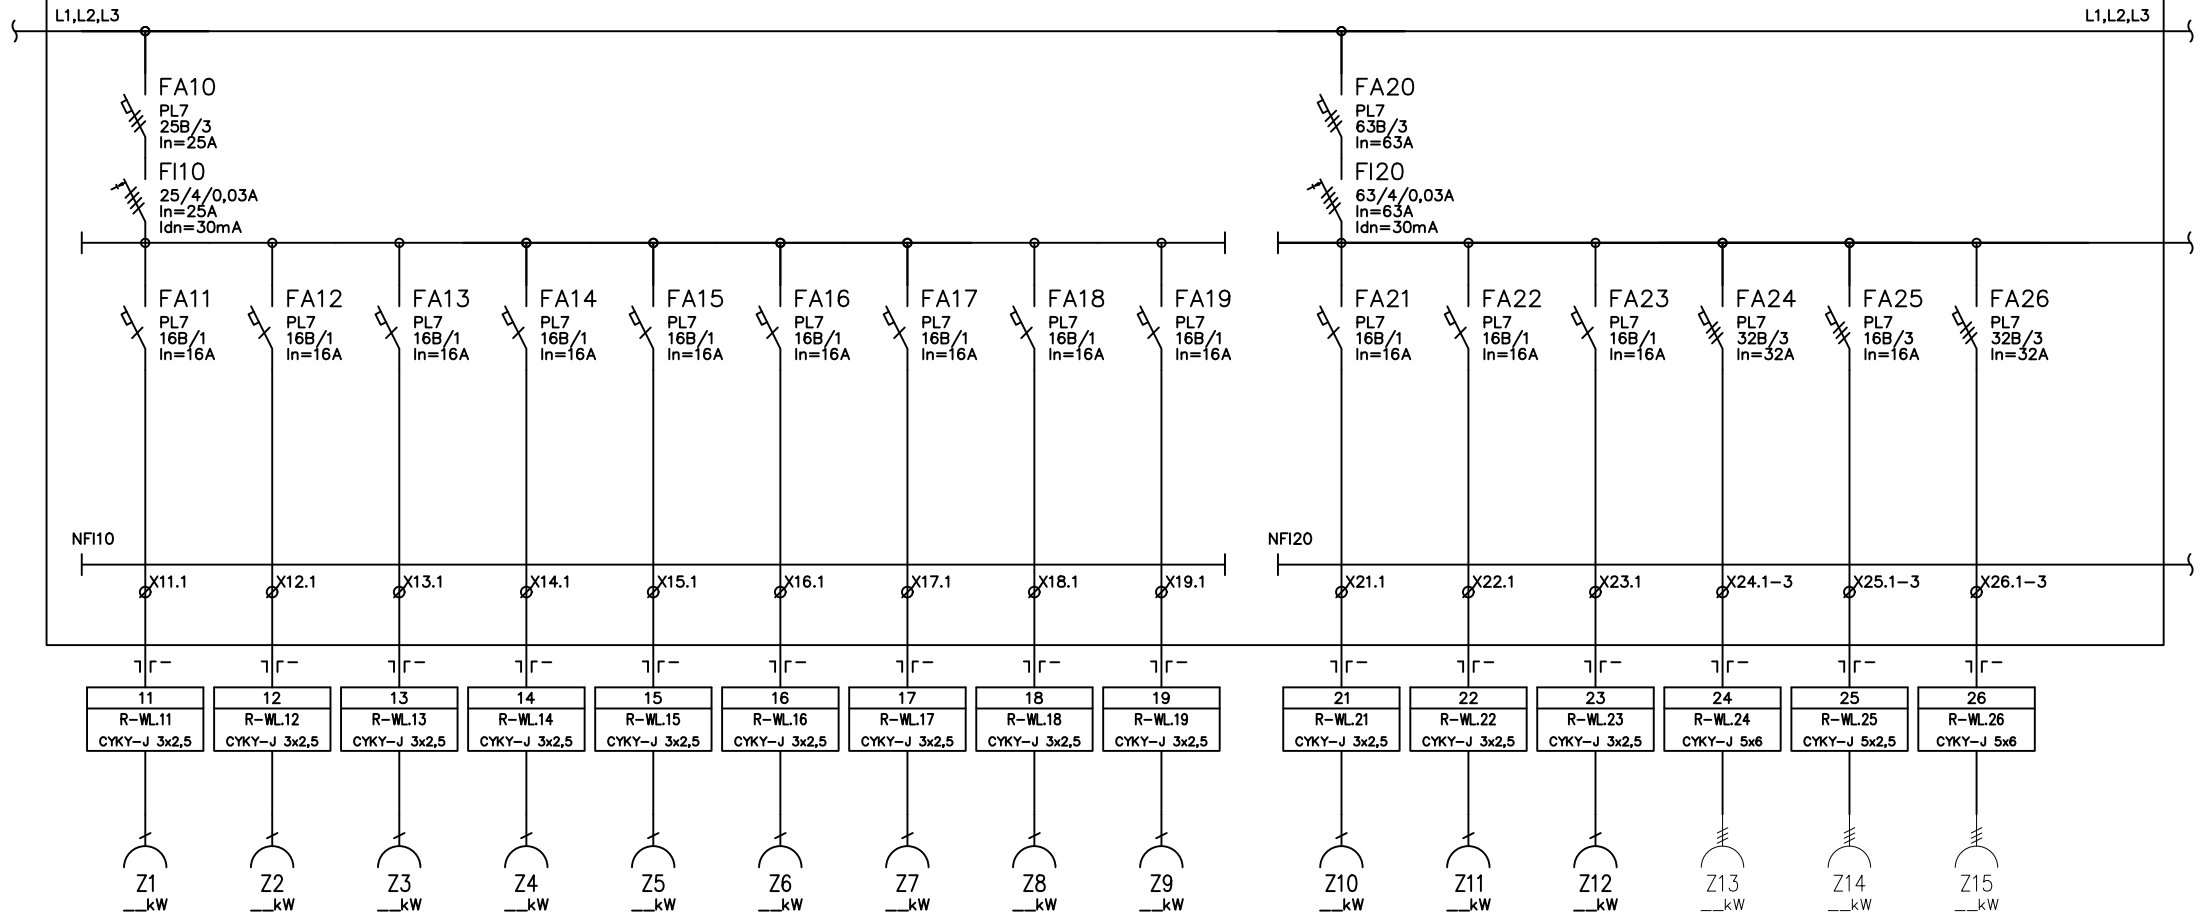 L1,L2,L3
L1,L2,L3
FA10
PL7
25B/3
In=25A
FI10
25/4/0,03A
In=25A
Idn=30mA
FA20
PL7
63B/3
In=63A
FI20
63/4/0,03A
In=63A
Idn=30mA
FA11
PL7
16B/1
In=16A
FA12
PL7
16B/1
In=16A
FA13
PL7
16B/1
In=16A
FA14
PL7
16B/1
In=16A
FA15
PL7
16B/1
In=16A
FA16
PL7
16B/1
In=16A
FA17
PL7
16B/1
In=16A
FA18
PL7
16B/1
In=16A
FA19
PL7
16B/1
In=16A
FA21
PL7
16B/1
In=16A
FA22
PL7
16B/1
In=16A
FA23
PL7
16B/1
In=16A
FA24
PL7
32B/3
In=32A
FA25
PL7
16B/3
In=16A
FA26
PL7
32B/3
In=32A
NFI10
NFI20
X11.1
X12.1
X13.1
X14.1
X15.1
X16.1
X17.1
X18.1
X19.1
X21.1
X22.1
X23.1
X24.1-3
X25.1-3
X26.1-3
11
R-WL.11
CYKY-J 3x2,5
12
R-WL.12
CYKY-J 3x2,5
13
R-WL.13
CYKY-J 3x2,5
14
R-WL.14
CYKY-J 3x2,5
15
R-WL.15
CYKY-J 3x2,5
16
R-WL.16
CYKY-J 3x2,5
17
R-WL.17
CYKY-J 3x2,5
18
R-WL.18
CYKY-J 3x2,5
19
R-WL.19
CYKY-J 3x2,5
21
R-WL.21
CYKY-J 3x2,5
22
R-WL.22
CYKY-J 3x2,5
23
R-WL.23
CYKY-J 3x2,5
24
R-WL.24
CYKY-J 5x6
25
R-WL.25
CYKY-J 5x2,5
26
R-WL.26
CYKY-J 5x6
Z1
__kW
Z2
__kW
Z3
__kW
Z4
__kW
Z5
__kW
Z6
__kW
Z7
__kW
Z8
__kW
Z9
__kW
Z10
__kW
Z11
__kW
Z12
__kW
Z13
__kW
Z14
__kW
Z15
__kW